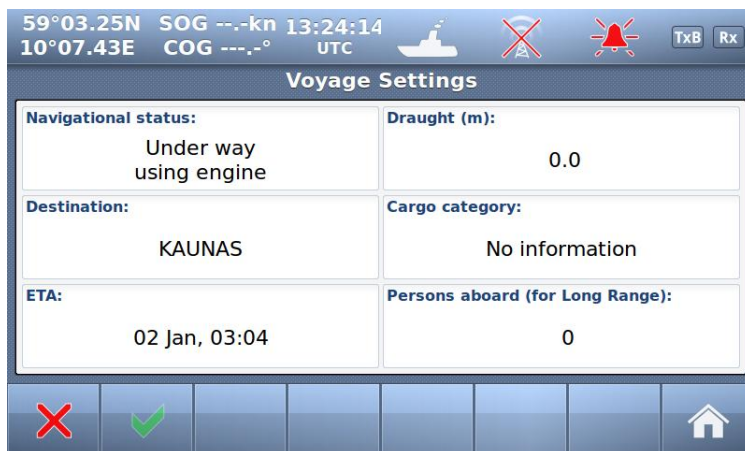 59°03.25N SOG --.-kn 13:24:14
10°07.43E COG ---.-° UTC
TxB Rx
Voyage Settings
Navigational status:
Under way
using engine
Draught (m):
0.0
Destination:
KAUNAS
Cargo category:
No information
ETA:
02 Jan, 03:04
Persons aboard (for Long Range):
0